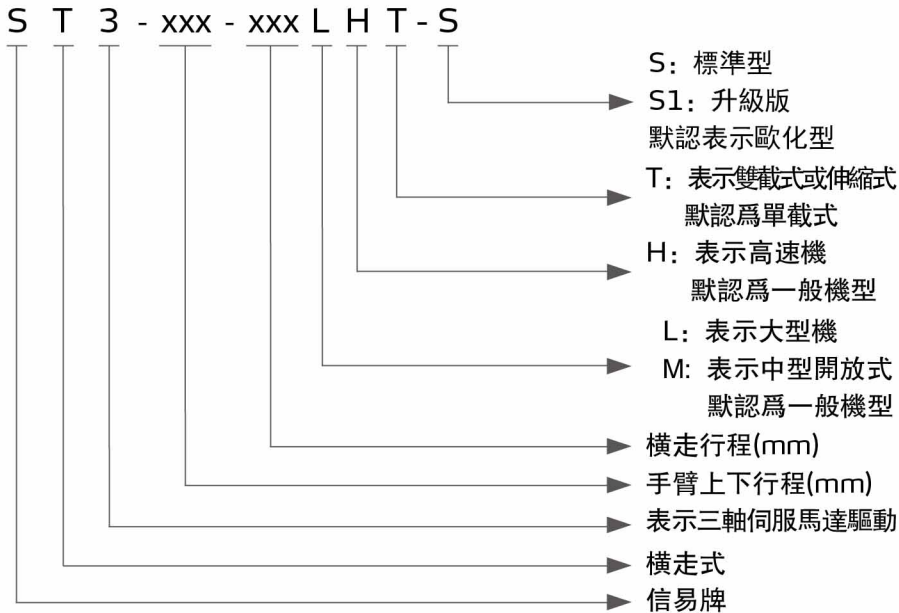 ST3-xxx-xxxLHT-S
S：標準型
S1：升級版
默認表示歐化型
T：表示雙截式或伸縮式
默認爲單截式
H：表示高速機
默認爲一般機型
L：表示大型機
M: 表示中型開放式
默認爲一般機型
横走行程(mm)
手臂上下行程(mm)
表示三軸伺服馬達驅動
横走式
信易牌